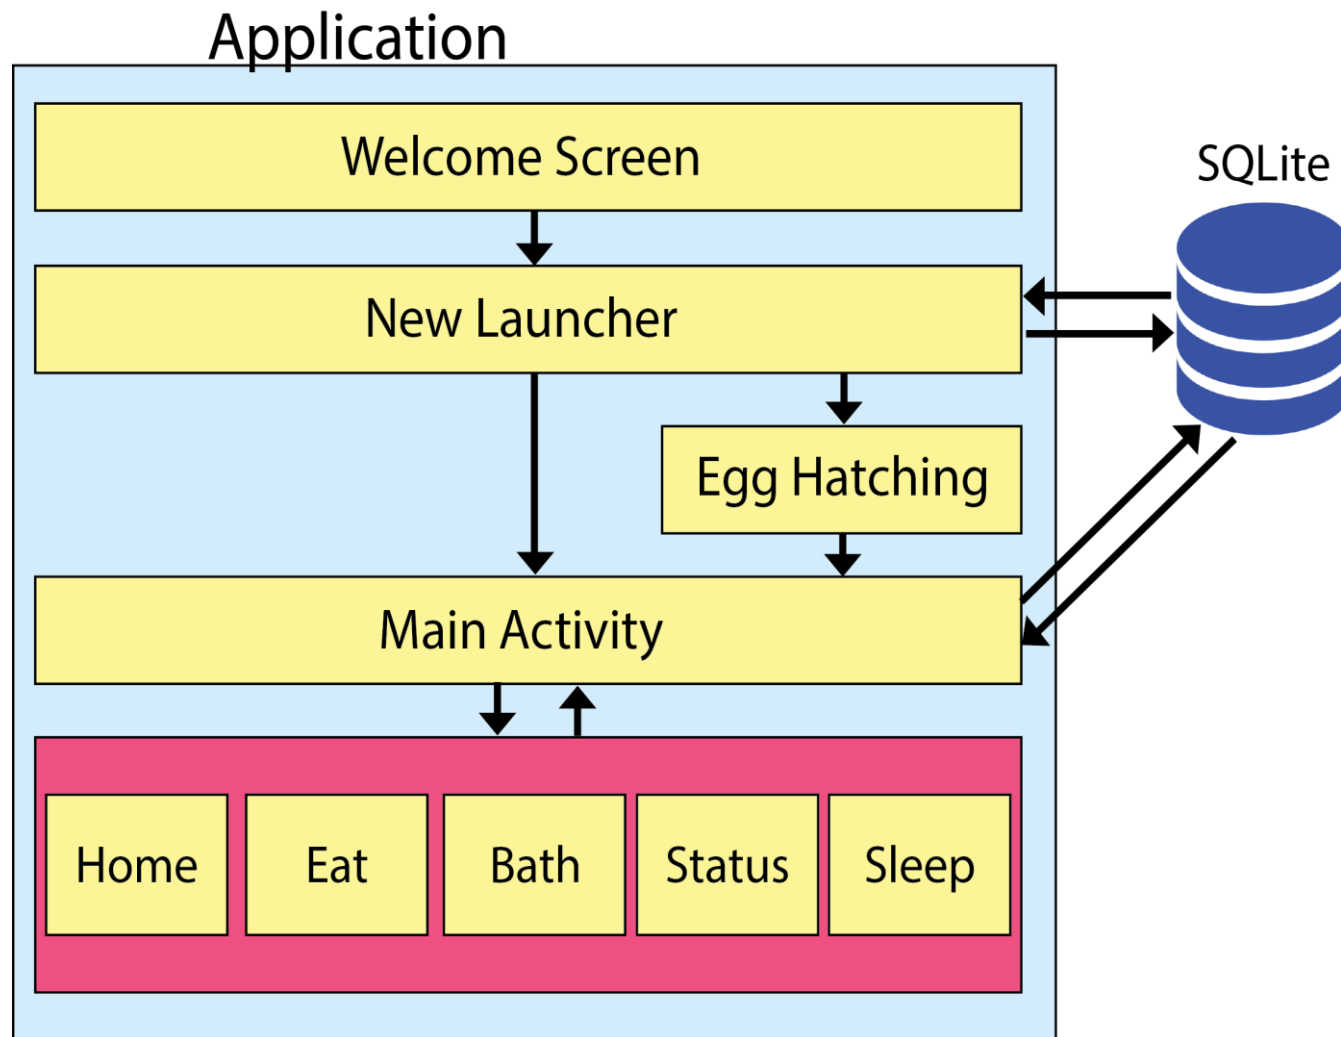 Application
Welcome Screen
SQLite
New Launcher
Egg Hatching
Main Activity
Home
Eat
Bath
Status
Sleep